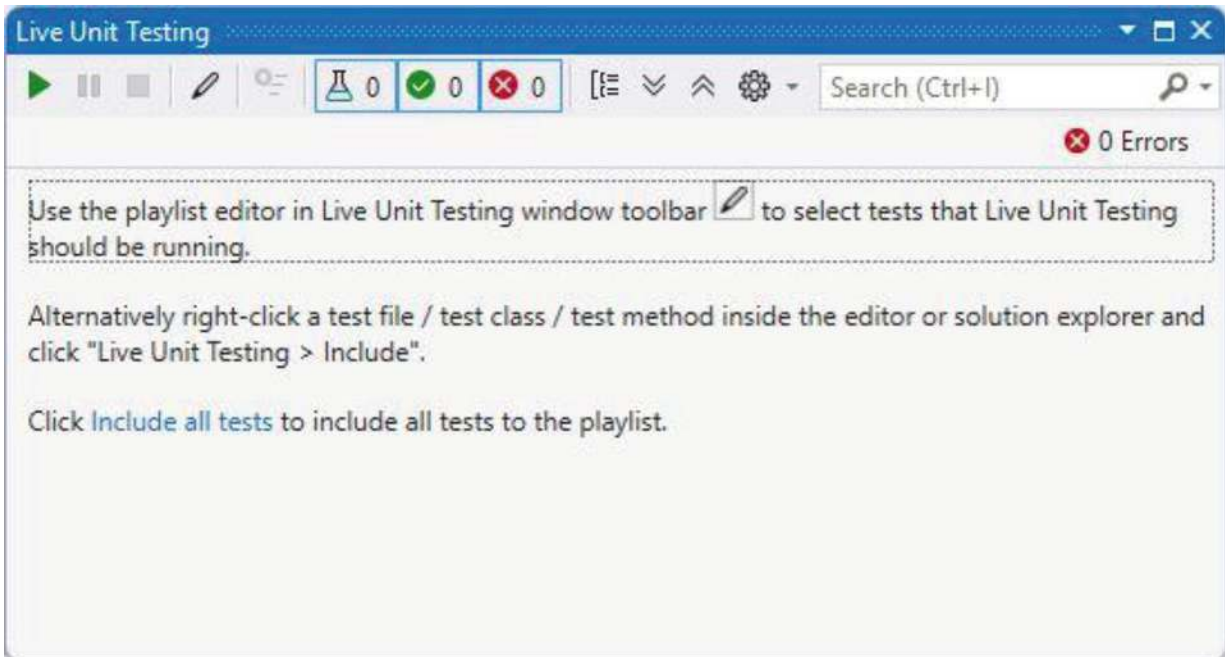 Live Unit Testing
0 0 0 Search (Ctrl+I)
0 Errors
Use the playlist editor in Live Unit Testing window toolbar to select tests that Live Unit Testing
should be running.
Alternatively right-click a test file / test class / test method inside the editor or solution explorer and
click "Live Unit Testing > Include".
Click Include all tests to include all tests to the playlist.